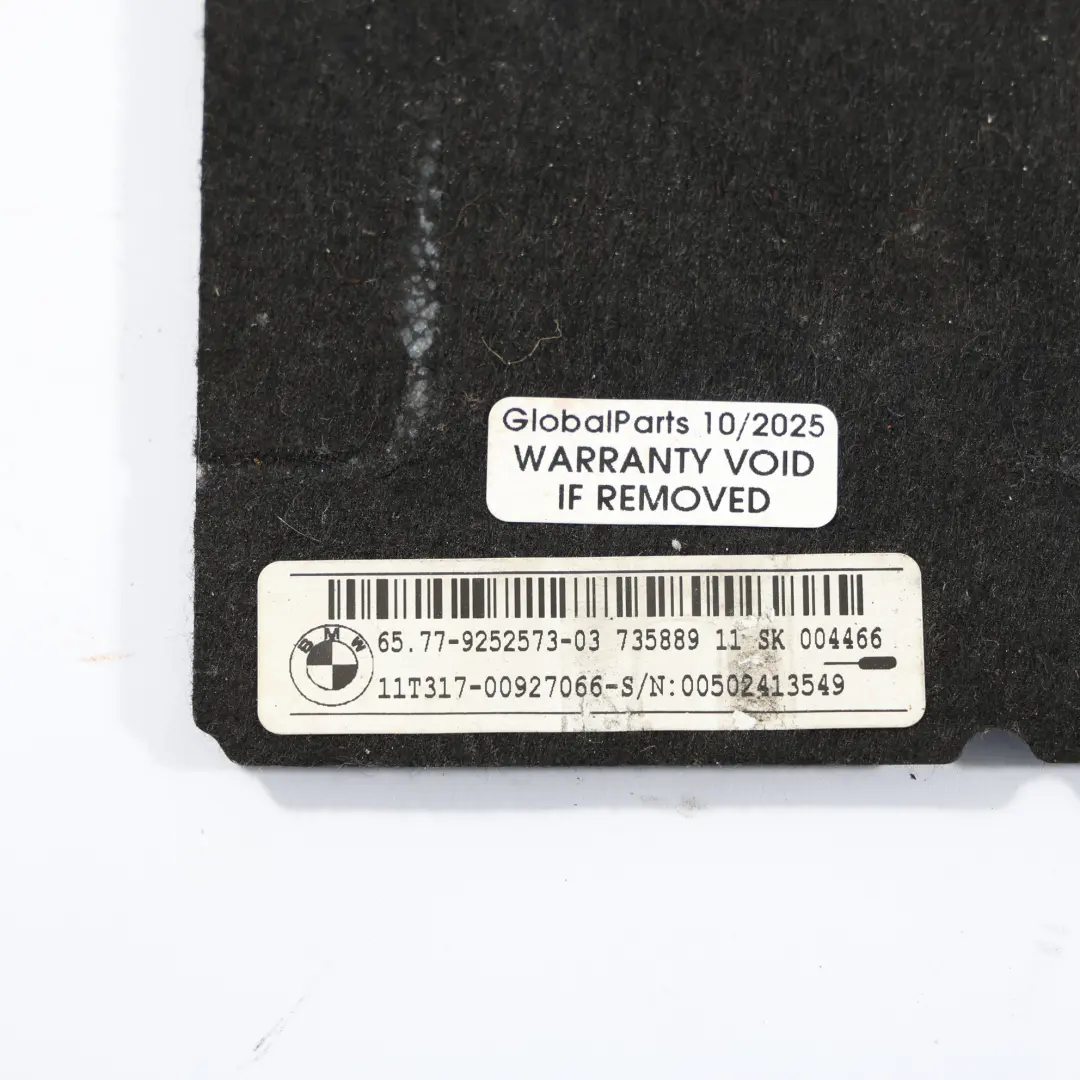 GlobalParts 10/2025
WARRANTY VOID
IF REMOVED
BMW
65.77-9252573-03 735889 11 SK 004466
11T317-00927066-S/N:00502413549